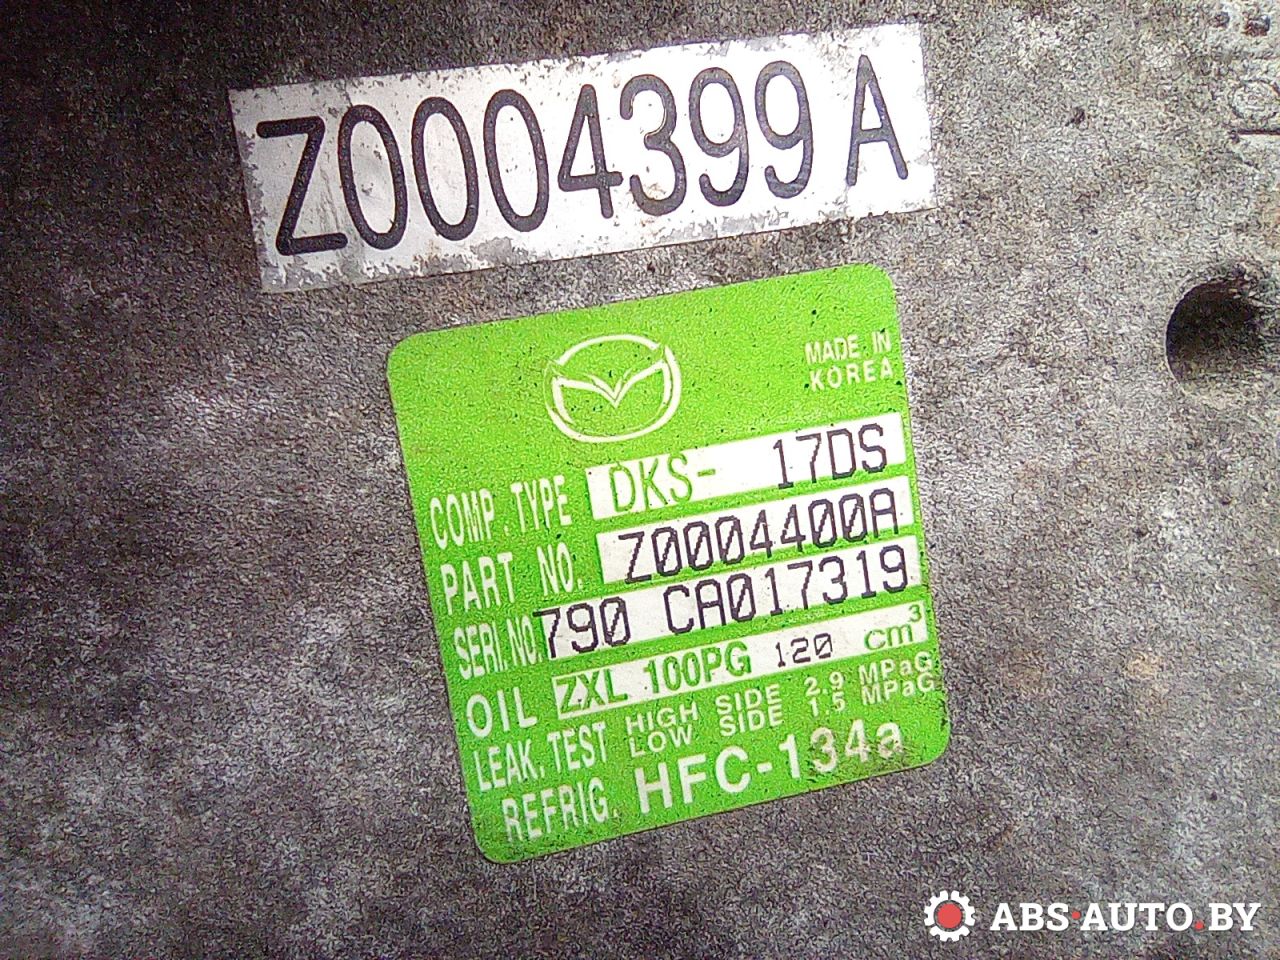 Z0004399A
MADE IN
KOREA
COMP. TYPE DKS- 17DS
PART NO. Z0004400A
SERI. NO. 790 CA017319
OIL ZXL 100PG 120 cm³
LEAK. TEST HIGH SIDE 2.9 MPaG
LOW SIDE 1.5 MPaG
REFRIG. HFC-134a
ABS·AUTO.BY